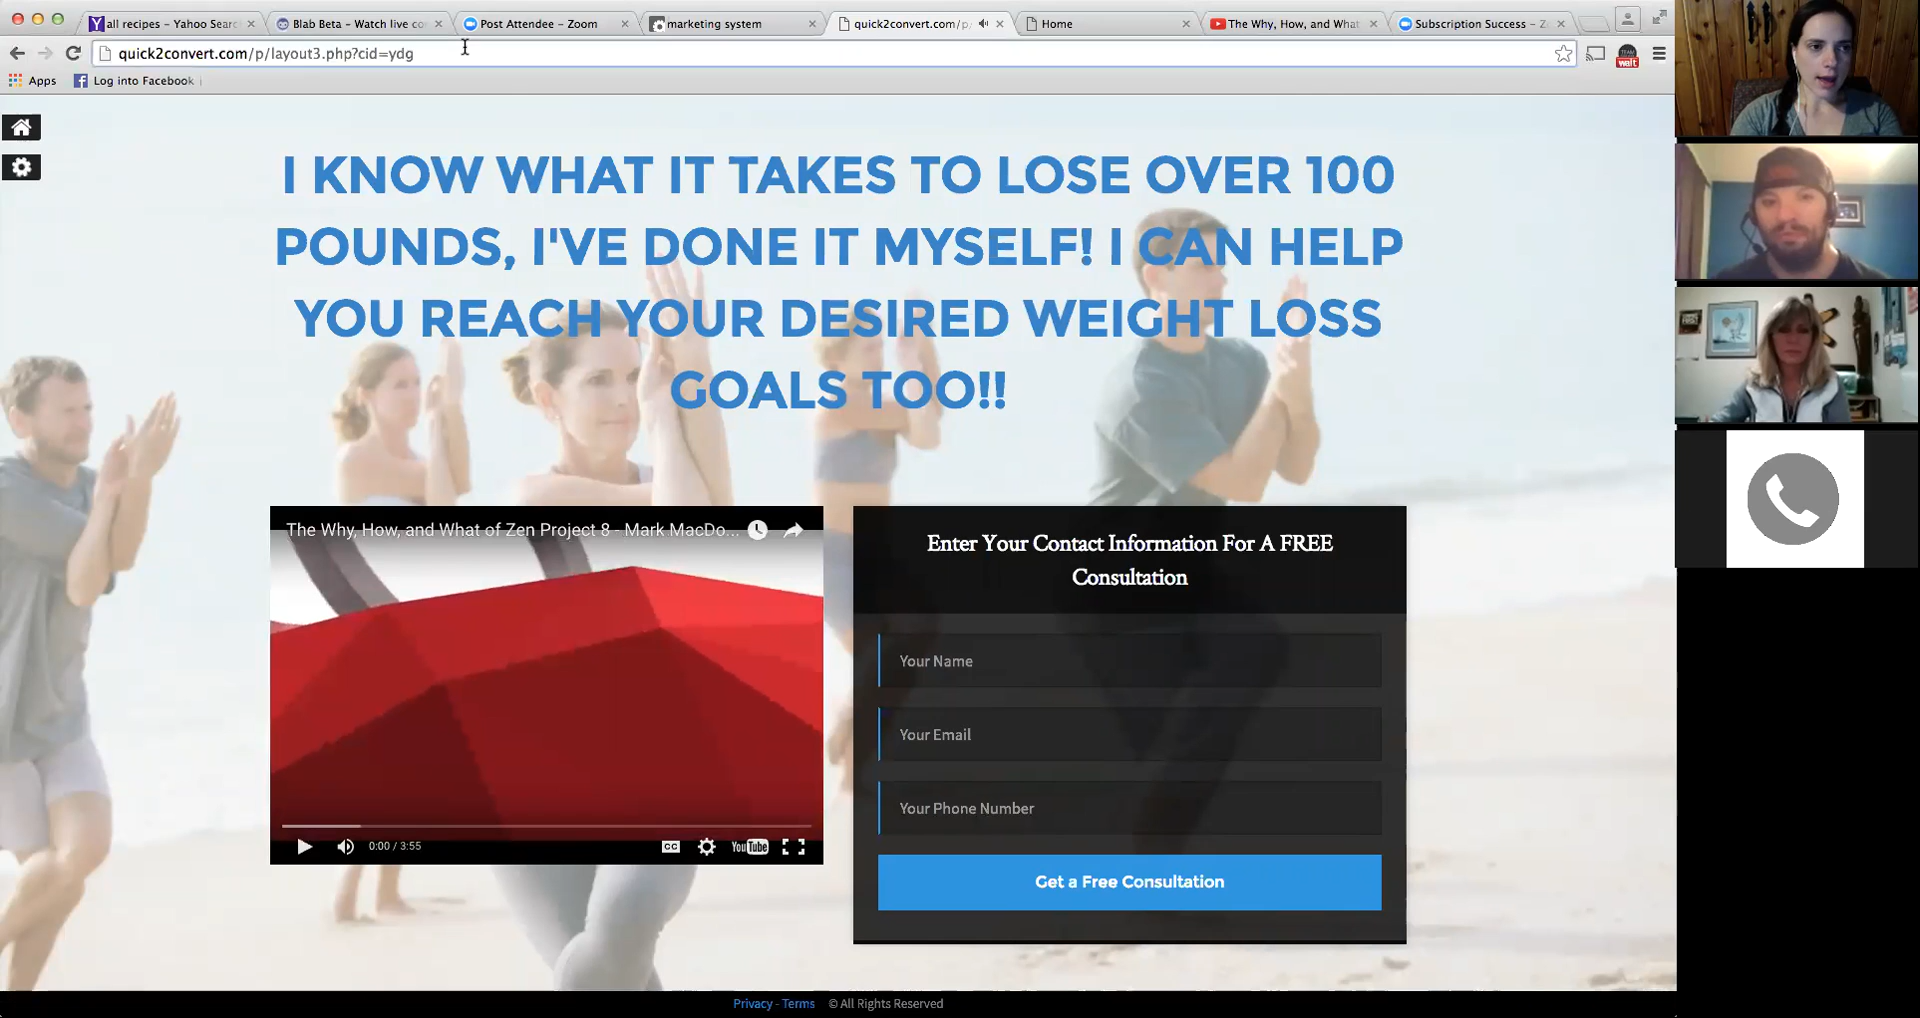 all recipes - Yahoo Searc
Blab Beta - Watch live co
Post Attendee - Zoom
marketing system
quick2convert.com/p/
Home
The Why, How, and What
Subscription Success - Z
quick2convert.com/p/layout3.php?cid=ydg
walt
Apps
Log into Facebook
I KNOW WHAT IT TAKES TO LOSE OVER 100
POUNDS, I'VE DONE IT MYSELF! I CAN HELP
YOU REACH YOUR DESIRED WEIGHT LOSS
GOALS TOO!!
The Why, How, and What of Zen Project 8 - Mark MacDo...
0:00 / 3:55
CC
YouTube
Enter Your Contact Information For A FREE
Consultation
Your Name
Your Email
Your Phone Number
Get a Free Consultation
Privacy - Terms © All Rights Reserved